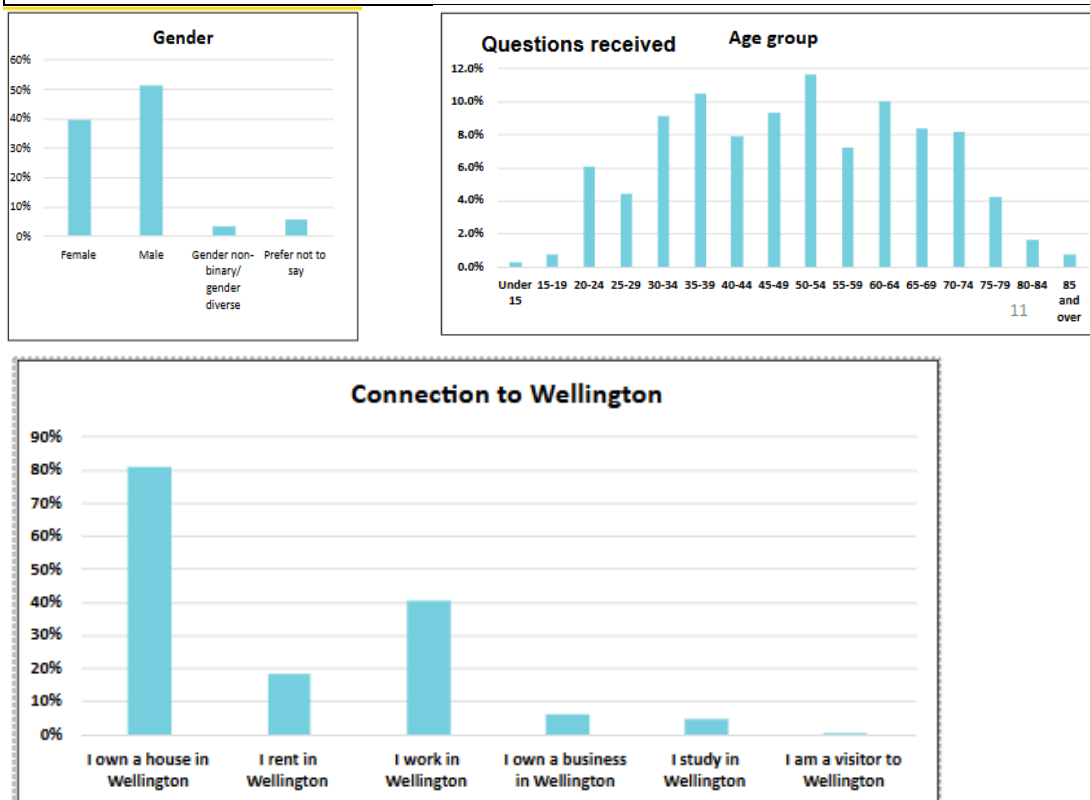 Gender
60%
50%
40%
30%
20%
10%
0%
Female
Male
Gender non-
binary/
gender
diverse
Prefer not to
say
Questions received
Age group
12.0%
10.0%
8.0%
6.0%
4.0%
2.0%
0.0%
Under
15
15-19
20-24
25-29
30-34
35-39
40-44
45-49
50-54
55-59
60-64
65-69
70-74
75-79
80-84
85
and
over
11
Connection to Wellington
90%
80%
70%
60%
50%
40%
30%
20%
10%
0%
I own a house in
Wellington
I rent in
Wellington
I work in
Wellington
I own a business
in Wellington
I study in
Wellington
I am a visitor to
Wellington